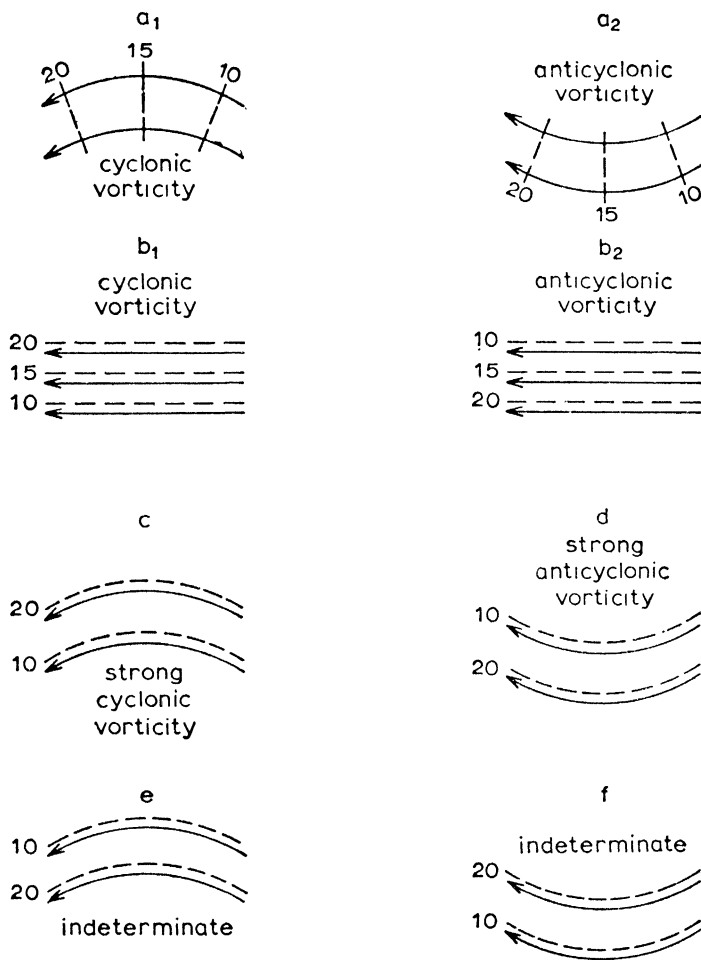 a1
15
20
10
cyclonic
vorticity
a2
anticyclonic
vorticity
20
15
10
b1
cyclonic
vorticity
20
15
10
b2
anticyclonic
vorticity
10
15
20
c
20
10
strong
cyclonic
vorticity
d
strong
anticyclonic
vorticity
10
20
e
10
20
indeterminate
f
indeterminate
20
10